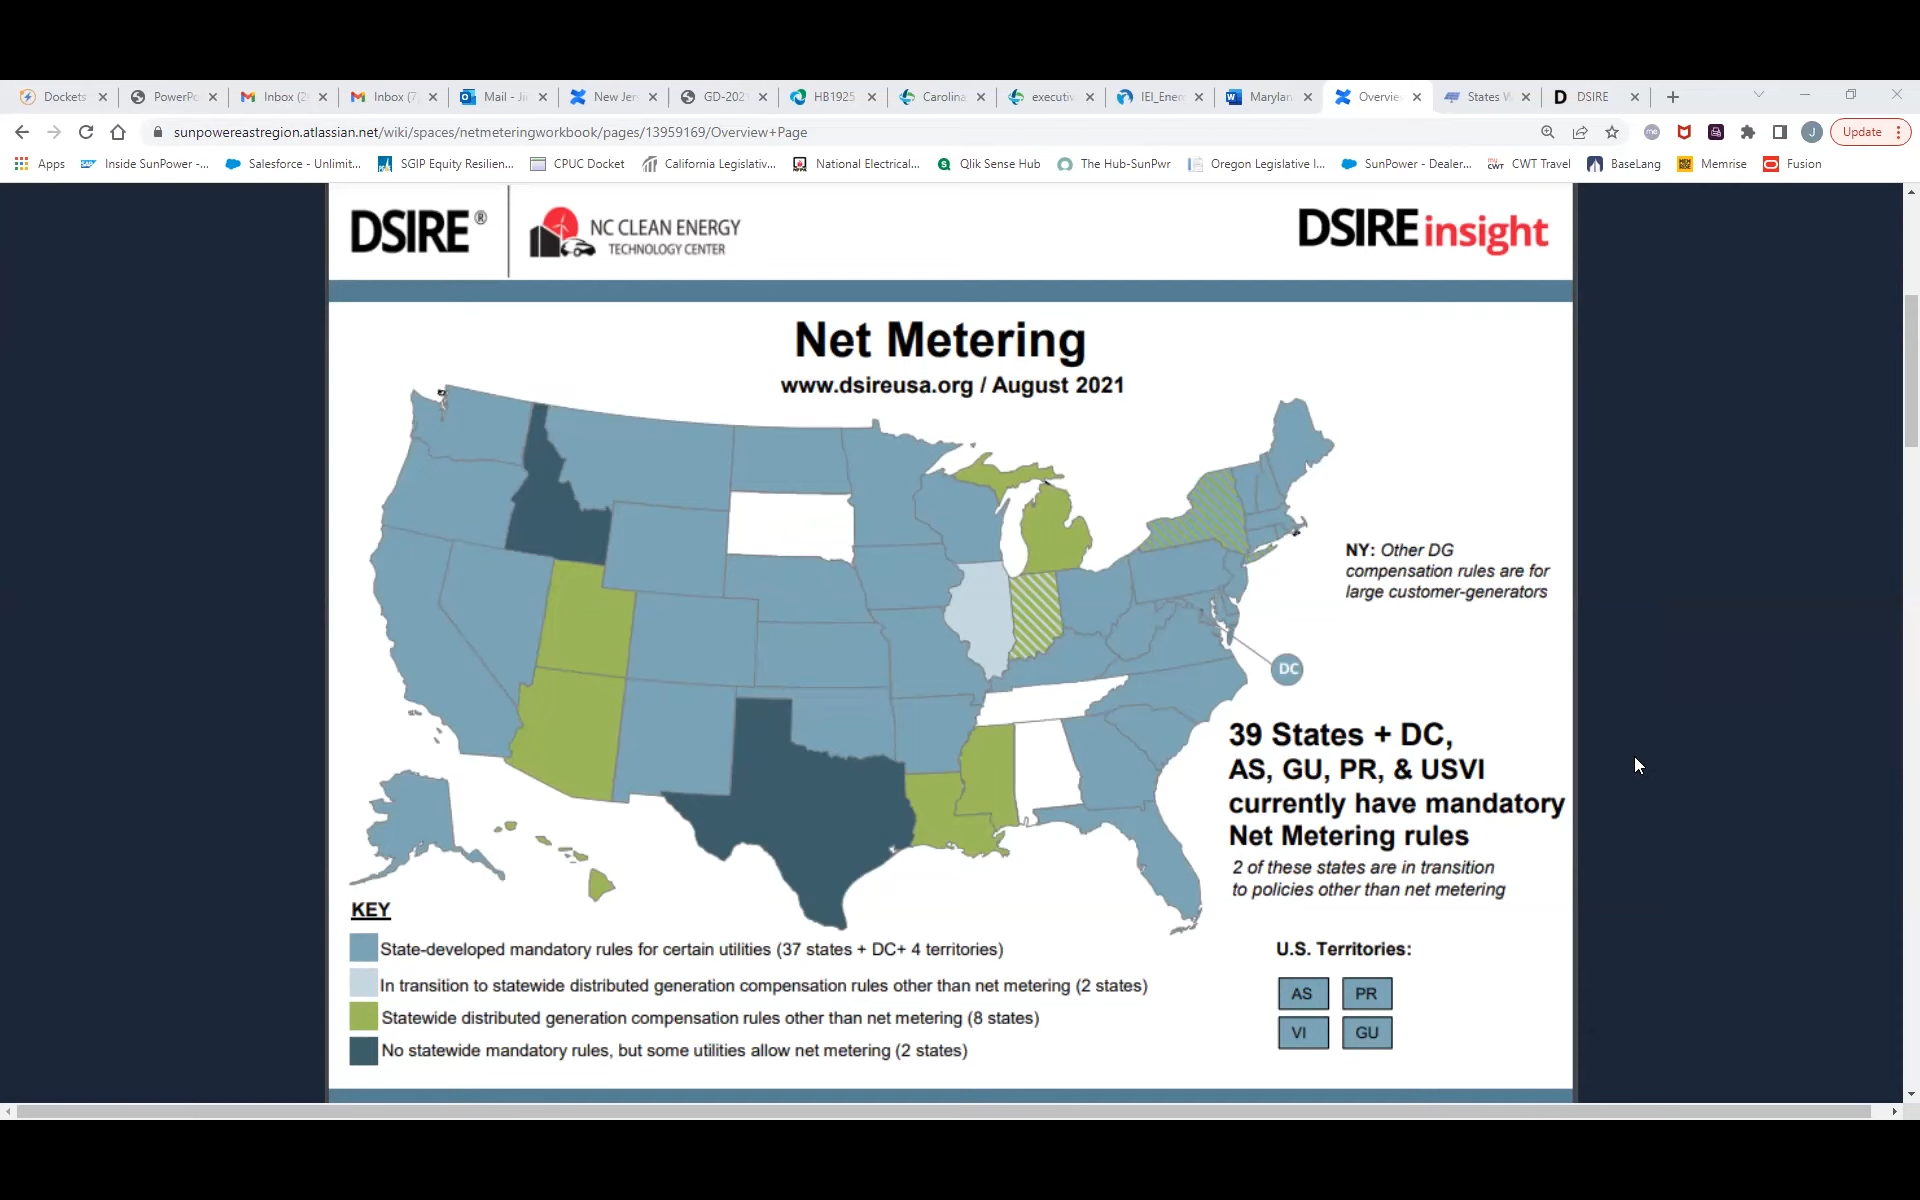 Dockets
PowerPo
Inbox (2
Inbox (7
Mail - Ji
New Jer
GD-202
HB1925
Carolina
executiv
IEI_Ener
Marylan
Overvie
States W
DSIRE
sunpowereastregion.atlassian.net/wiki/spaces/netmeteringworkbook/pages/13959169/Overview+Page
me
J
Update
Apps
Inside SunPower -...
Salesforce - Unlimit...
SGIP Equity Resilien...
CPUC Docket
California Legislativ...
National Electrical...
Qlik Sense Hub
The Hub-SunPwr
Oregon Legislative I...
SunPower - Dealer...
CWT Travel
BaseLang
Memrise
Fusion
DSIRE®
NC CLEAN ENERGY
TECHNOLOGY CENTER
DSIRE insight
Net Metering
www.dsireusa.org / August 2021
NY: Other DG
compensation rules are for
large customer-generators
DC
39 States + DC,
AS, GU, PR, & USVI
currently have mandatory
Net Metering rules
2 of these states are in transition
to policies other than net metering
KEY
State-developed mandatory rules for certain utilities (37 states + DC+ 4 territories)
In transition to statewide distributed generation compensation rules other than net metering (2 states)
Statewide distributed generation compensation rules other than net metering (8 states)
No statewide mandatory rules, but some utilities allow net metering (2 states)
U.S. Territories:
AS PR
VI GU